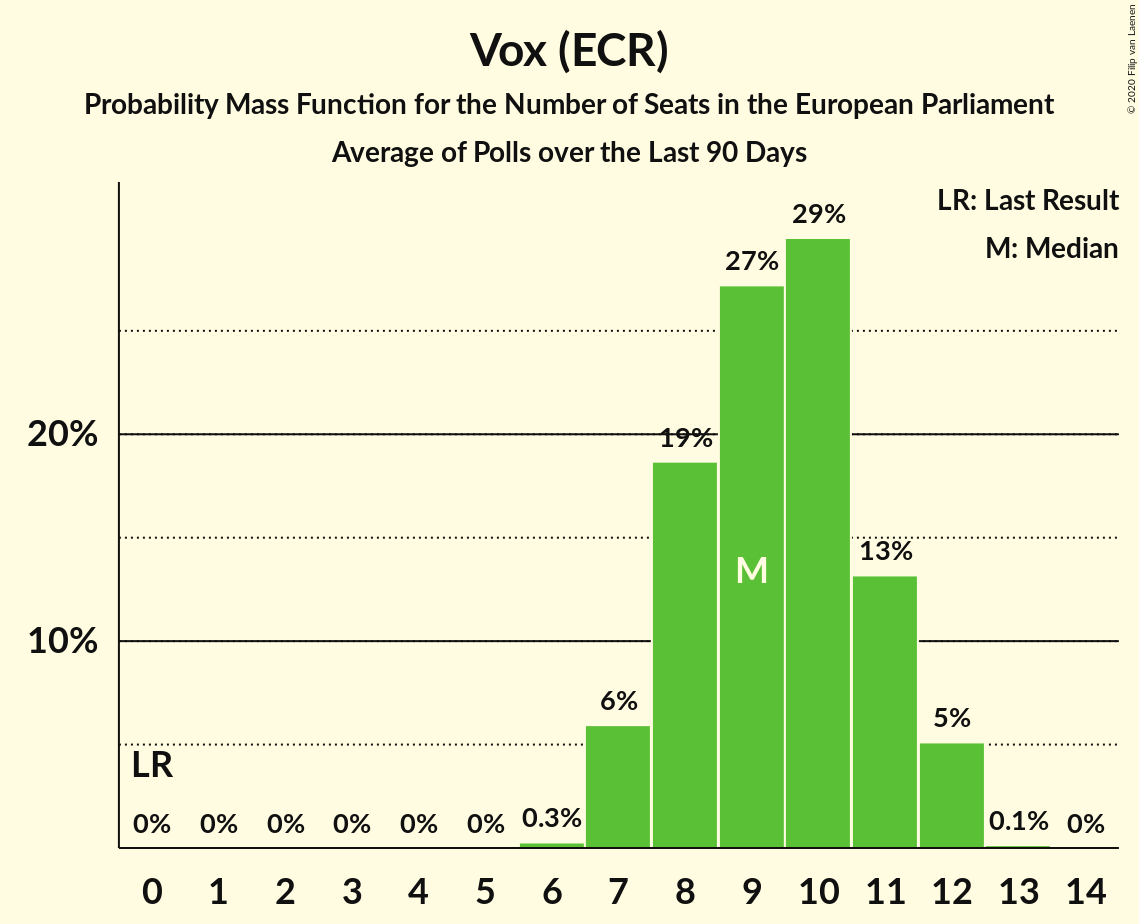 Vox (ECR)
Probability Mass Function for the Number of Seats in the European Parliament
Average of Polls over the Last 90 Days
© 2020 Filip van Laenen
LR: Last Result
M: Median
29%
27%
20%
19%
M
13%
10%
6%
5%
LR
0% 0% 0% 0% 0% 0% 0.3% 0.1% 0%
0 1 2 3 4 5 6 7 8 9 10 11 12 13 14